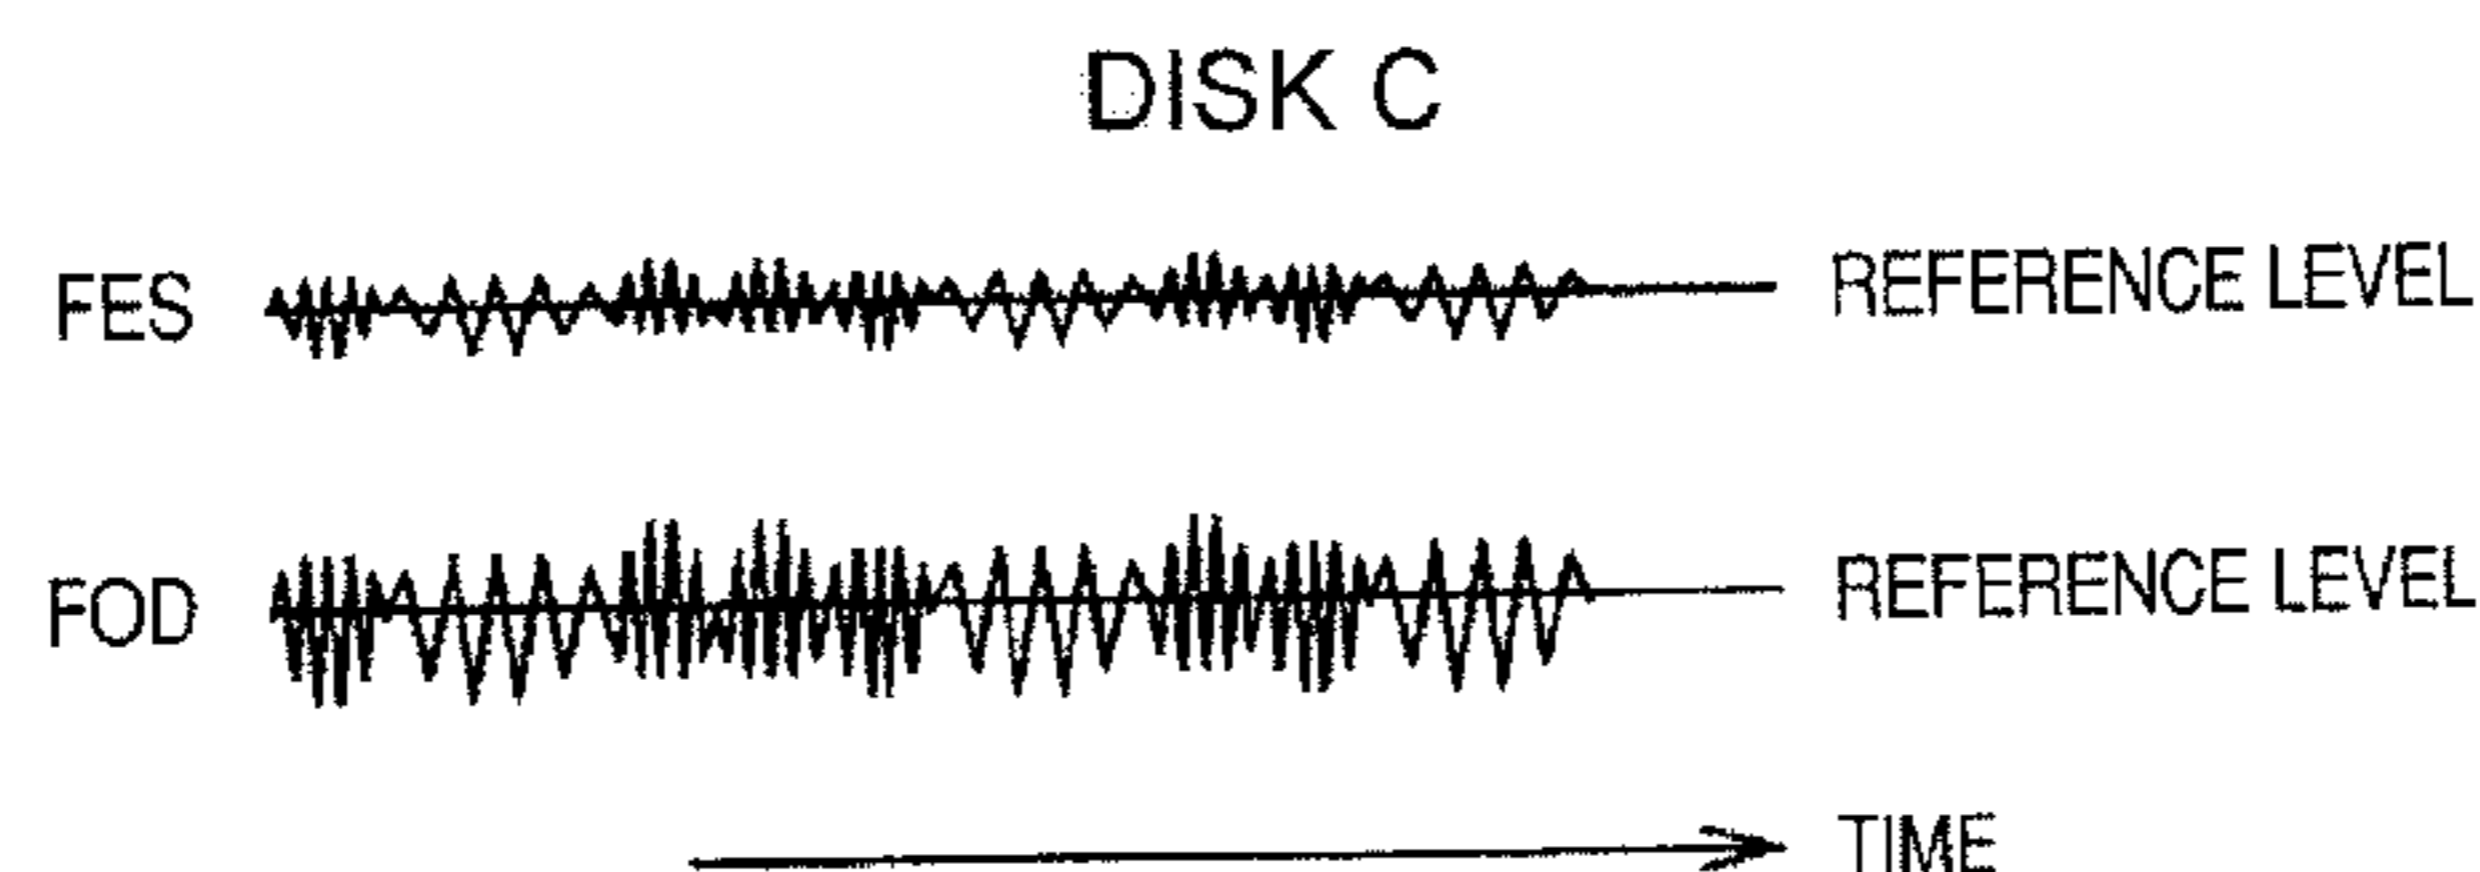 DISK C
FES REFERENCE LEVEL
FOD REFERENCE LEVEL
TIME